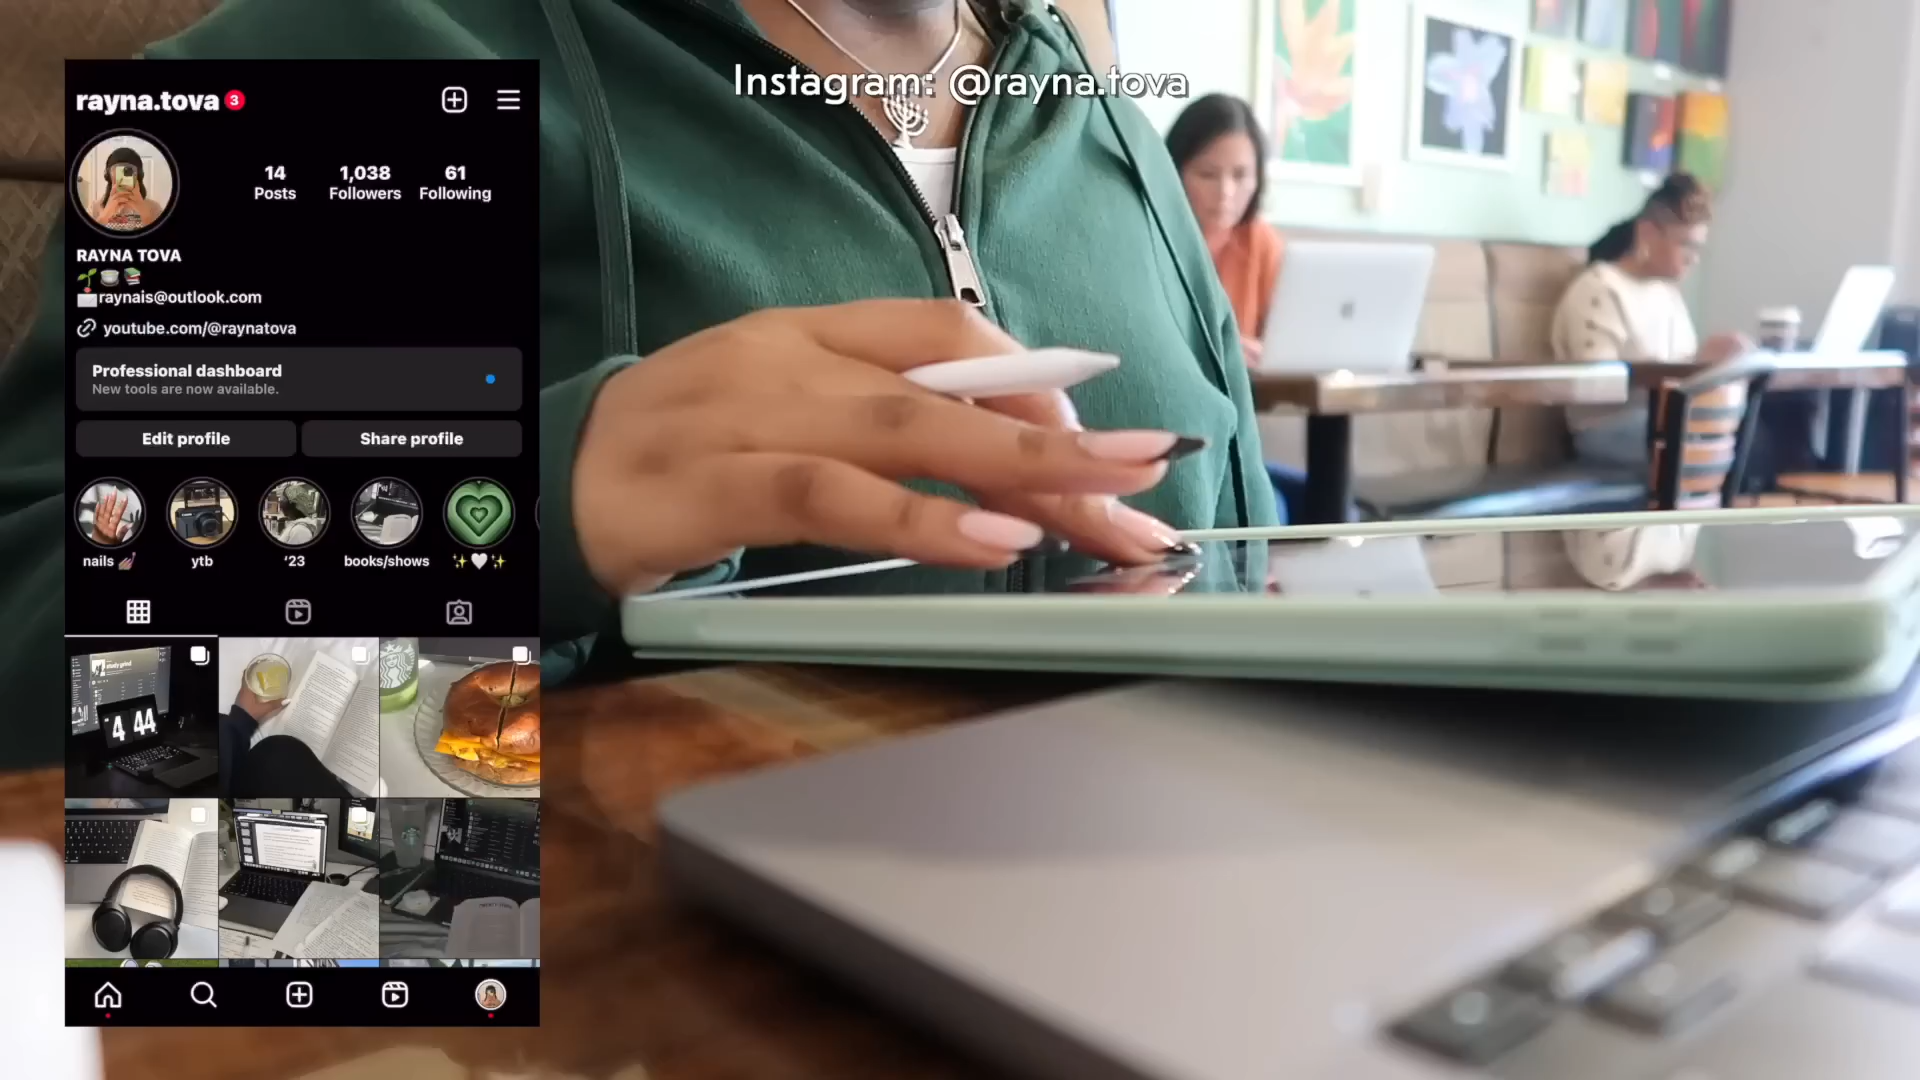 Instagram: @rayna.tova
rayna.tova 3
14 1,038 61
Posts Followers Following
RAYNA TOVA
raynais@outlook.com
youtube.com/@raynatova
Professional dashboard
New tools are now available.
Edit profile Share profile
nails ytb '23 books/shows
4 44